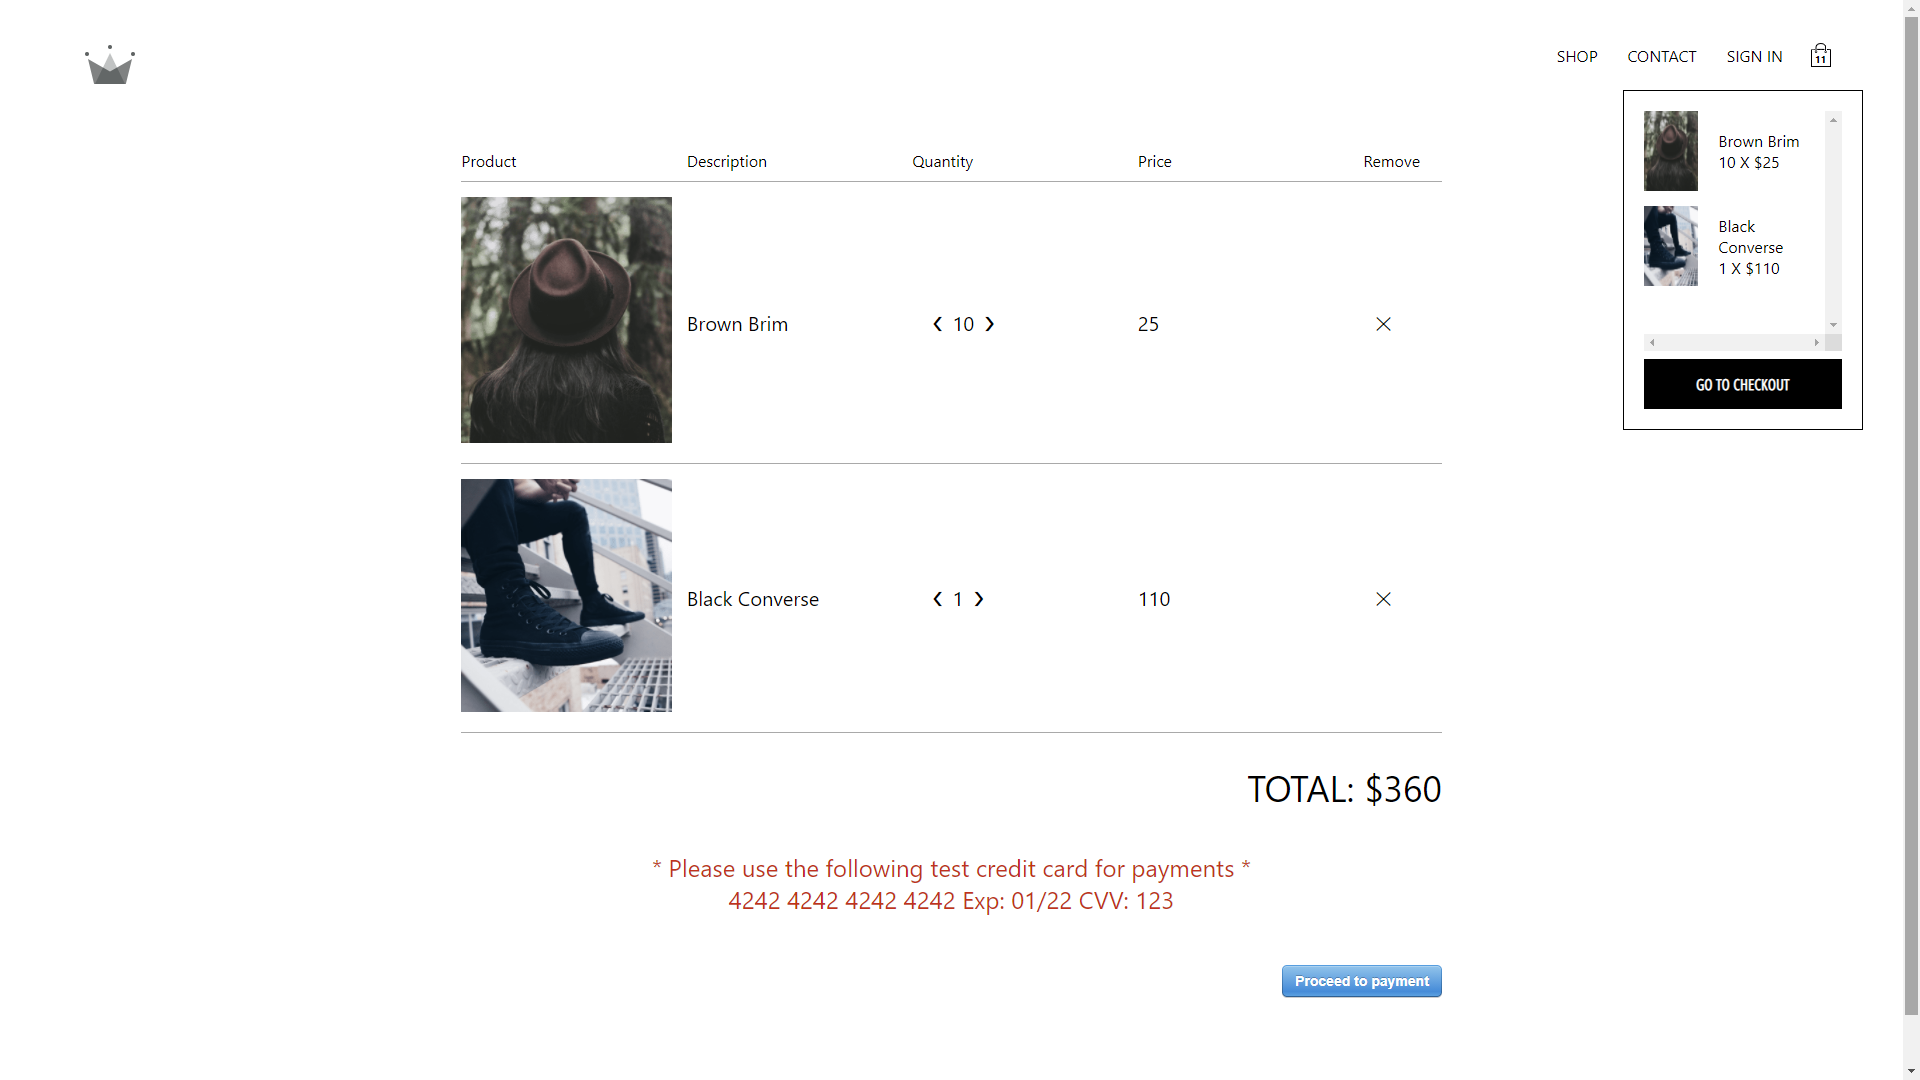 SHOP CONTACT SIGN IN 11
Brown Brim
10 X $25
Black
Converse
1 X $110
GO TO CHECKOUT
Product Description Quantity Price Remove
Brown Brim ❮ 10 ❯ 25 ✕
Black Converse ❮ 1 ❯ 110 ✕
TOTAL: $360
* Please use the following test credit card for payments *
4242 4242 4242 4242 Exp: 01/22 CVV: 123
Proceed to payment